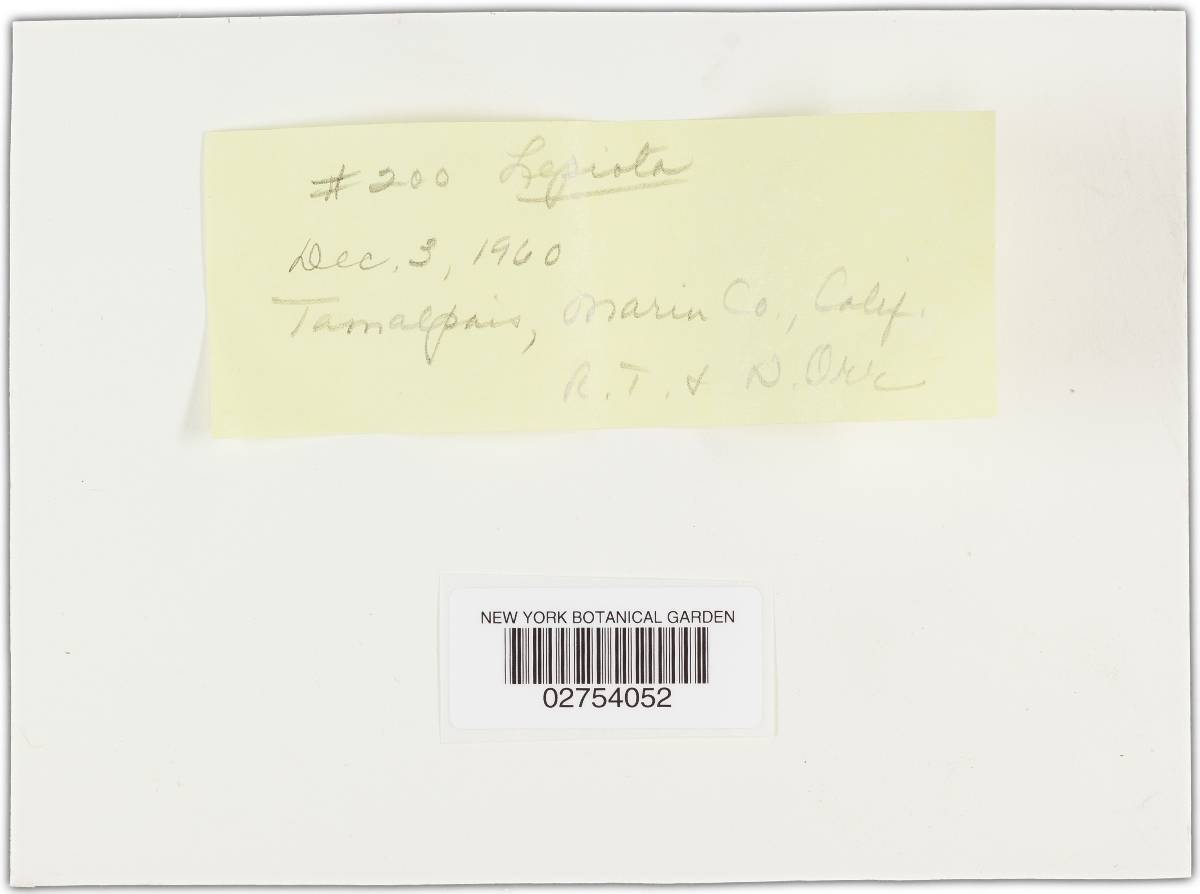 #200 Lepiota
Dec. 3, 1960
Tamalpais, Marin Co., Calif.
R. T. & D. Orr
NEW YORK BOTANICAL GARDEN
02754052